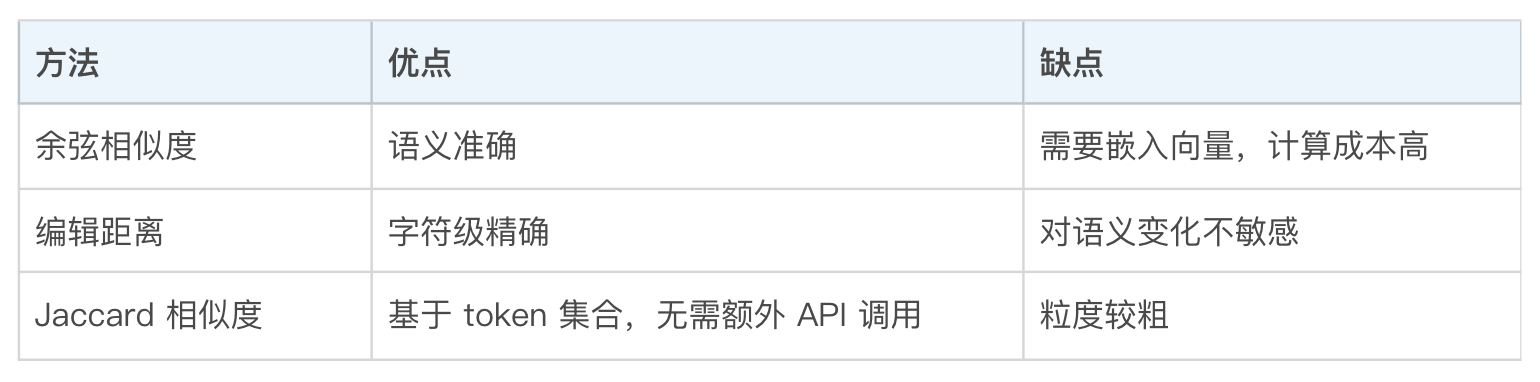 方法 优点 缺点
余弦相似度 语义准确 需要嵌入向量，计算成本高
编辑距离 字符级精确 对语义变化不敏感
Jaccard 相似度 基于 token 集合，无需额外 API 调用 粒度较粗